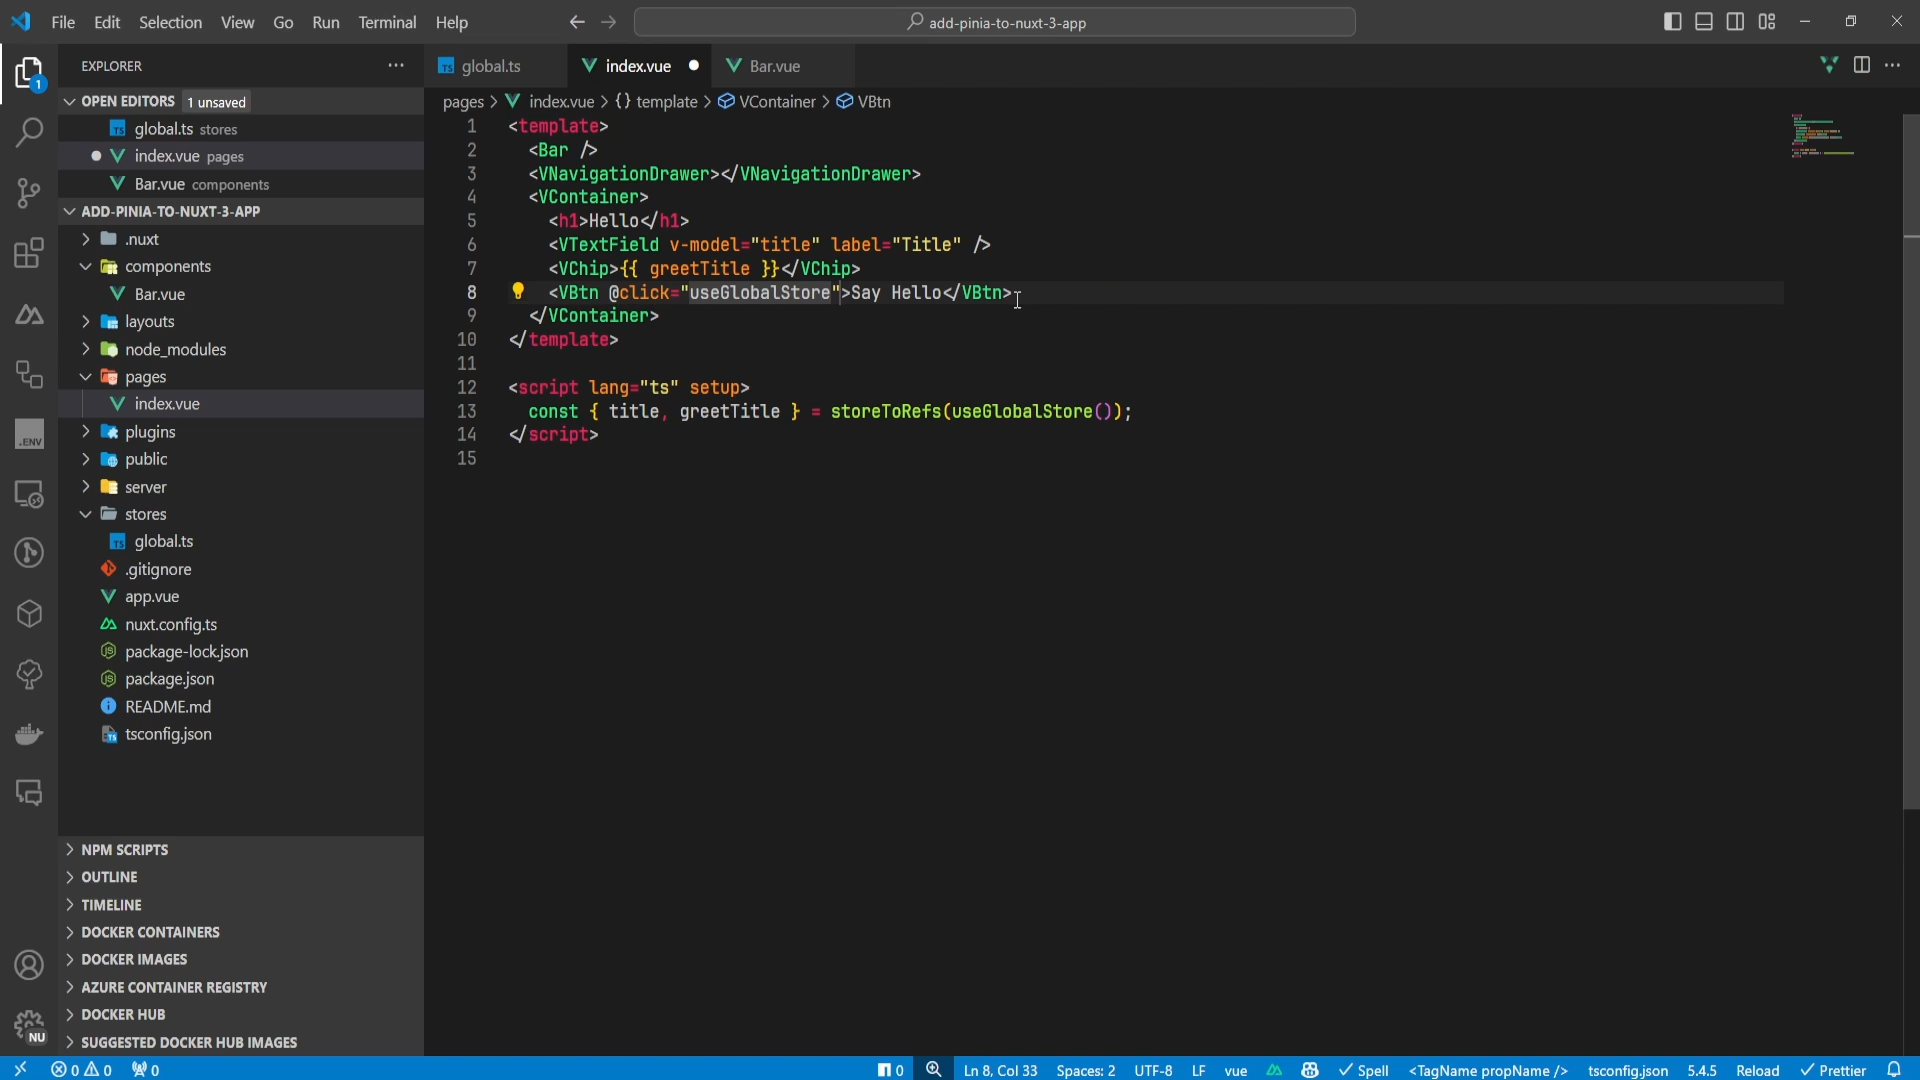 File Edit Selection View Go Run Terminal Help
add-pinia-to-nuxt-3-app
EXPLORER
OPEN EDITORS 1 unsaved
global.ts stores
index.vue pages
Bar.vue components
ADD-PINIA-TO-NUXT-3-APP
.nuxt
components
Bar.vue
layouts
node_modules
pages
index.vue
plugins
public
server
stores
global.ts
.gitignore
app.vue
nuxt.config.ts
package-lock.json
package.json
README.md
tsconfig.json
NPM SCRIPTS
OUTLINE
TIMELINE
DOCKER CONTAINERS
DOCKER IMAGES
AZURE CONTAINER REGISTRY
DOCKER HUB
SUGGESTED DOCKER HUB IMAGES
1
.ENV
NU
global.ts index.vue Bar.vue
pages > index.vue > {} template > VContainer > VBtn
1 <template>
2 <Bar />
3 <VNavigationDrawer></VNavigationDrawer>
4 <VContainer>
5 <h1>Hello</h1>
6 <VTextField v-model="title" label="Title" />
7 <VChip>{{ greetTitle }}</VChip>
8 <VBtn @click="useGlobalStore">Say Hello</VBtn>
9 </VContainer>
10 </template>
11
12 <script lang="ts" setup>
13 const { title, greetTitle } = storeToRefs(useGlobalStore());
14 </script>
15
0 0 0 0 Ln 8, Col 33 Spaces: 2 UTF-8 LF vue Spell <TagName propName /> tsconfig.json 5.4.5 Reload Prettier